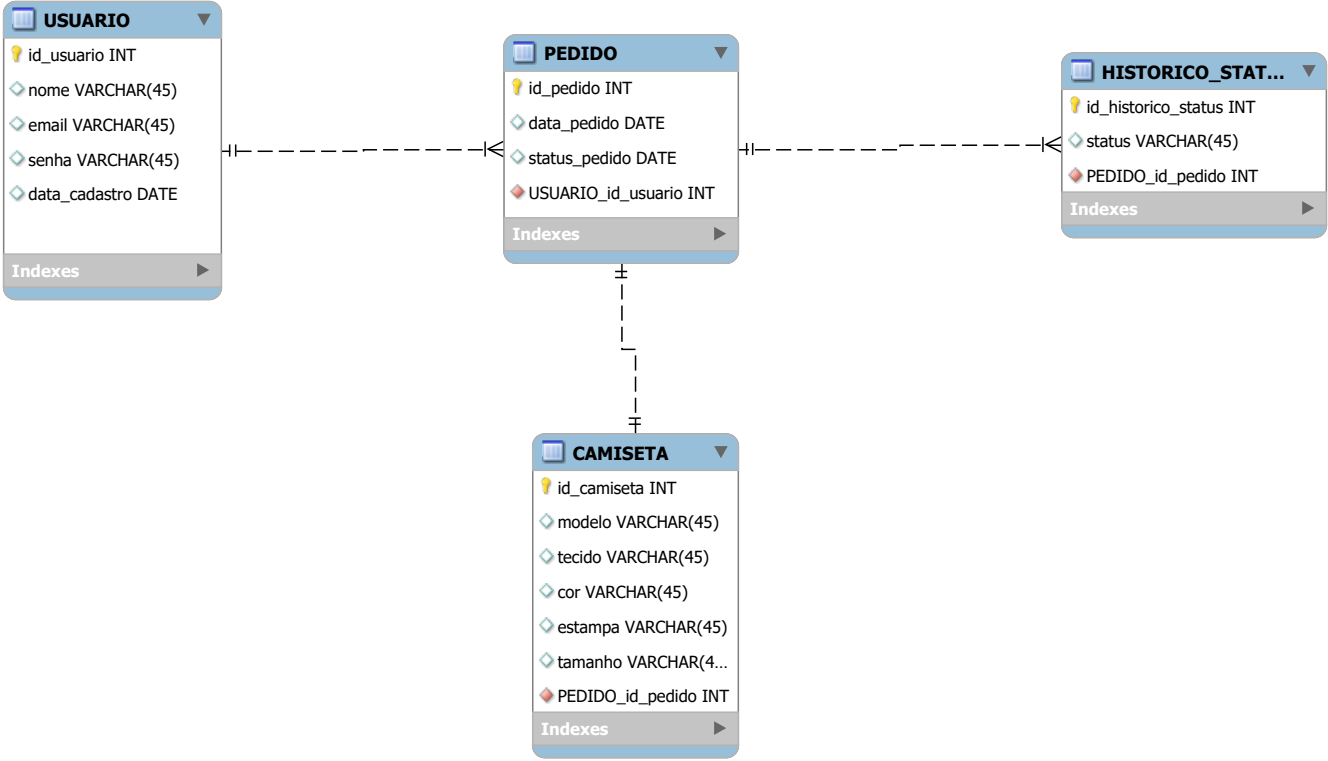 USUARIO
id_usuario INT
nome VARCHAR(45)
email VARCHAR(45)
senha VARCHAR(45)
data_cadastro DATE
Indexes
PEDIDO
id_pedido INT
data_pedido DATE
status_pedido DATE
USUARIO_id_usuario INT
Indexes
HISTORICO_STAT...
id_historico_status INT
status VARCHAR(45)
PEDIDO_id_pedido INT
Indexes
CAMISETA
id_camiseta INT
modelo VARCHAR(45)
tecido VARCHAR(45)
cor VARCHAR(45)
estampa VARCHAR(45)
tamanho VARCHAR(4...
PEDIDO_id_pedido INT
Indexes